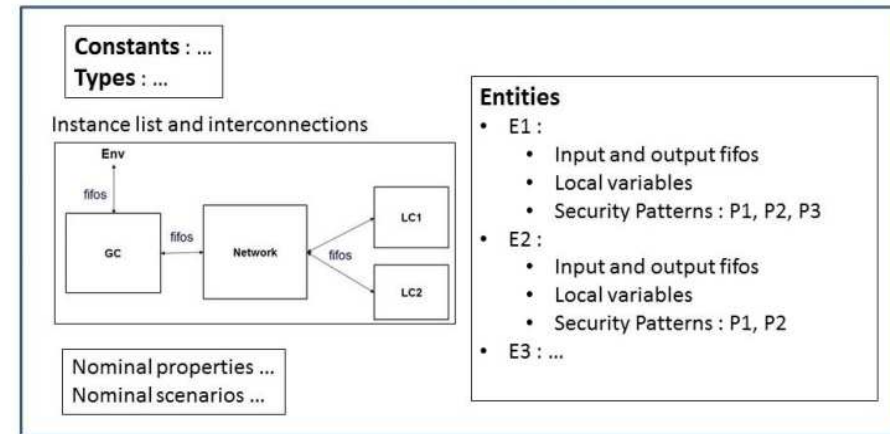 Constants : ...
Types : ...
Instance list and interconnections
Env
fifos
GC
fifos
Network
fifos
LC1
LC2
Nominal properties ...
Nominal scenarios ...
Entities
• E1 :
• Input and output fifos
• Local variables
• Security Patterns : P1, P2, P3
• E2 :
• Input and output fifos
• Local variables
• Security Patterns : P1, P2
• E3 : ...